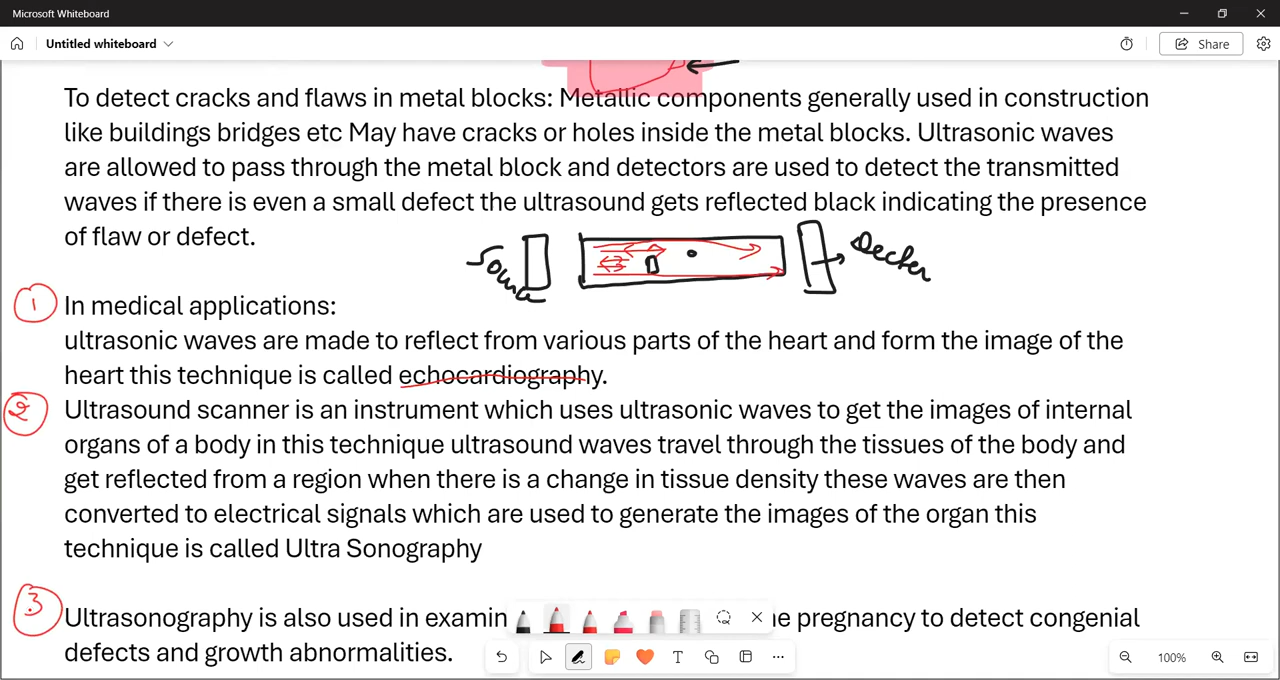 Microsoft Whiteboard
Untitled whiteboard
Share
To detect cracks and flaws in metal blocks: Metallic components generally used in construction
like buildings bridges etc May have cracks or holes inside the metal blocks. Ultrasonic waves
are allowed to pass through the metal block and detectors are used to detect the transmitted
waves if there is even a small defect the ultrasound gets reflected black indicating the presence
of flaw or defect.
Source
1 In medical applications:
ultrasonic waves are made to reflect from various parts of the heart and form the image of the
heart this technique is called echocardiography.
2 Ultrasound scanner is an instrument which uses ultrasonic waves to get the images of internal
organs of a body in this technique ultrasound waves travel through the tissues of the body and
get reflected from a region when there is a change in tissue density these waves are then
converted to electrical signals which are used to generate the images of the organ this
technique is called Ultra Sonography
3 Ultrasonography is also used in examin pregnancy to detect congenial
defects and growth abnormalities.
100%